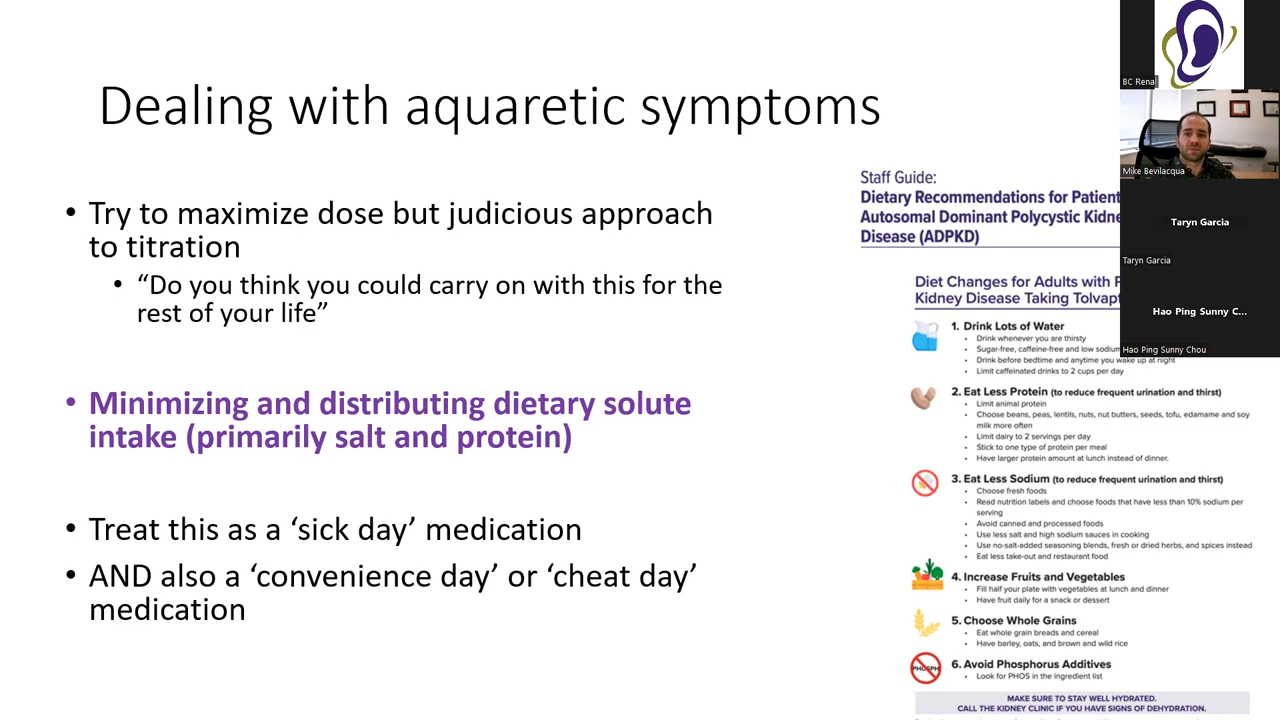 Dealing with aquaretic symptoms
• Try to maximize dose but judicious approach
to titration
• “Do you think you could carry on with this for the
rest of your life”
• Minimizing and distributing dietary solute
intake (primarily salt and protein)
• Treat this as a ‘sick day’ medication
• AND also a ‘convenience day’ or ‘cheat day’
medication
Staff Guide:
Dietary Recommendations for Patient
Autosomal Dominant Polycystic Kidne
Disease (ADPKD)
Diet Changes for Adults with
Kidney Disease Taking Tolvapt
1. Drink Lots of Water
• Drink whenever you are thirsty
• Sugar-free, caffeine-free and low sodium
• Drink before bedtime and anytime you wake up at night
• Limit caffeinated drinks to 2 cups per day
2. Eat Less Protein (to reduce frequent urination and thirst)
• Limit animal protein
• Choose beans, peas, lentils, nuts, nut butters, seeds, tofu, edamame and soy
milk more often
• Limit dairy to 2 servings per day
• Stick to one type of protein per meal
• Have larger protein amount at lunch instead of dinner.
3. Eat Less Sodium (to reduce frequent urination and thirst)
• Choose fresh foods
• Read nutrition labels and choose foods that have less than 10% sodium per
serving
• Avoid canned and processed foods
• Use less salt and high sodium sauces in cooking
• Use no-salt-added seasoning blends, fresh or dried herbs, and spices instead
• Eat less take-out and restaurant food
4. Increase Fruits and Vegetables
• Fill half your plate with vegetables at lunch and dinner
• Have fruit daily for a snack or dessert
5. Choose Whole Grains
• Eat whole grain breads and cereal
• Have barley, oats, and brown and wild rice
PHOSPH
6. Avoid Phosphorus Additives
• Look for PHOS in the ingredient list
MAKE SURE TO STAY WELL HYDRATED.
CALL THE KIDNEY CLINIC IF YOU HAVE SIGNS OF DEHYDRATION.
BC Renal
Mike Bevilacqua
Taryn Garcia
Taryn Garcia
Hao Ping Sunny C...
Hao Ping Sunny Chou